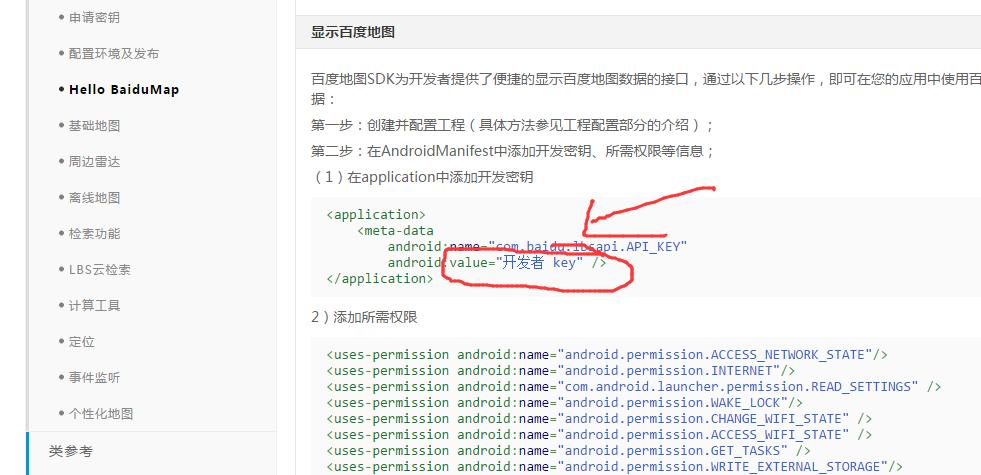 申请密钥
配置环境及发布
Hello BaiduMap
基础地图
周边雷达
离线地图
检索功能
LBS云检索
计算工具
定位
事件监听
个性化地图
类参考
显示百度地图
百度地图SDK为开发者提供了便捷的显示百度地图数据的接口，通过以下几步操作，即可在您的应用中使用百
据：
第一步：创建并配置工程（具体方法参见工程配置部分的介绍）；
第二步：在AndroidManifest中添加开发密钥、所需权限等信息；
（1）在application中添加开发密钥
<application>
<meta-data
android:name="com.baidu.lbsapi.API_KEY"
android:value="开发者 key" />
</application>
2）添加所需权限
<uses-permission android:name="android.permission.ACCESS_NETWORK_STATE"/>
<uses-permission android:name="android.permission.INTERNET"/>
<uses-permission android:name="com.android.launcher.permission.READ_SETTINGS" />
<uses-permission android:name="android.permission.WAKE_LOCK"/>
<uses-permission android:name="android.permission.CHANGE_WIFI_STATE" />
<uses-permission android:name="android.permission.ACCESS_WIFI_STATE" />
<uses-permission android:name="android.permission.GET_TASKS" />
<uses-permission android:name="android.permission.WRITE_EXTERNAL_STORAGE"/>